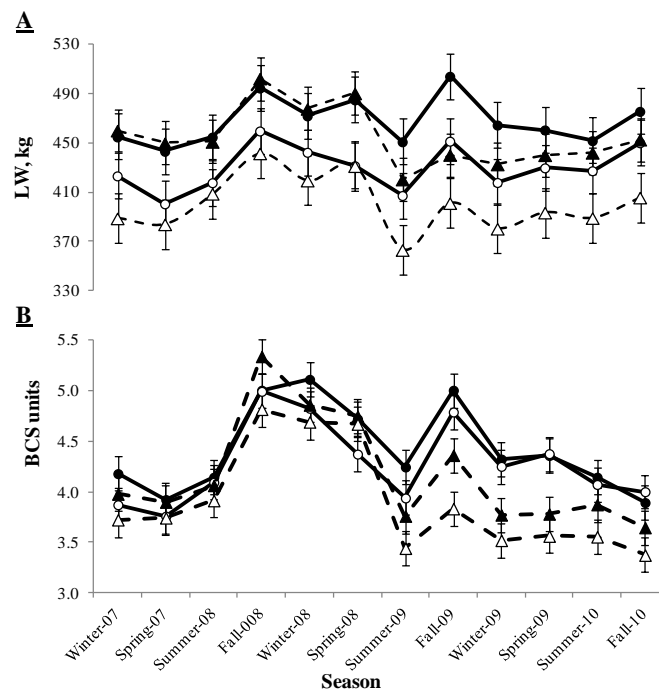 A
530
490
450
410
370
330
LW, kg
B
5.5
5.0
4.5
4.0
3.5
3.0
BCS units
Winter-07
Spring-07
Summer-08
Fall-008
Winter-08
Spring-08
Summer-09
Fall-09
Winter-09
Spring-09
Summer-10
Fall-10
Season